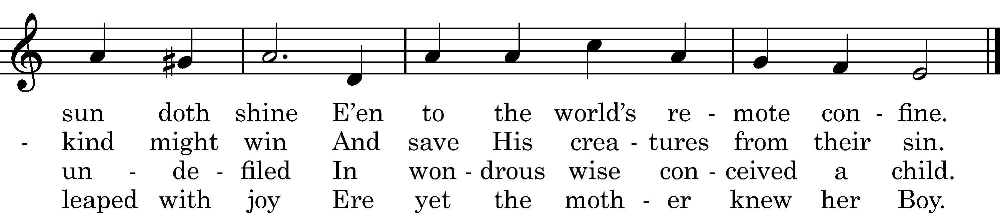 sun doth shine E’en to the world’s re - mote con - fine.
- kind might win And save His crea - tures from their sin.
un - de - filed In won - drous wise con - ceived a child.
leaped with joy Ere yet the moth - er knew her Boy.